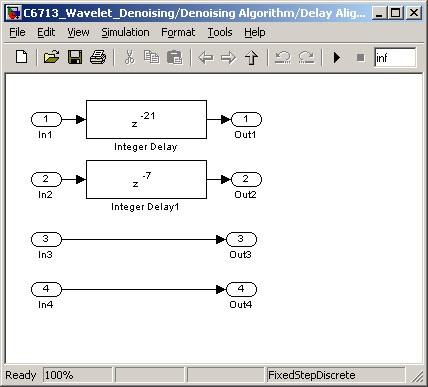 C6713_Wavelet_Denoising/Denoising Algorithm/Delay Alig...
File Edit View Simulation Format Tools Help
inf
1 z -21 1
In1 Integer Delay Out1
2 z -7 2
In2 Integer Delay1 Out2
3 3
In3 Out3
4 4
In4 Out4
Ready 100% FixedStepDiscrete